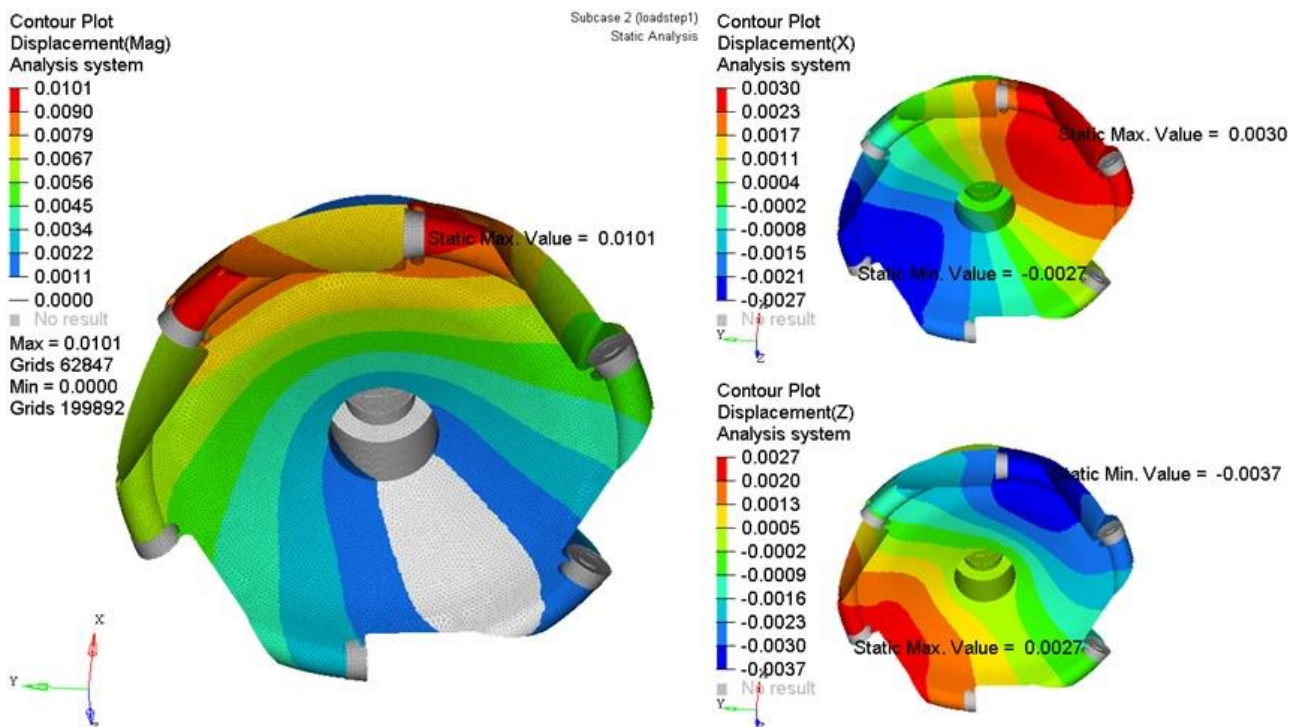 Contour Plot
Displacement(Mag)
Analysis system
0.0101
0.0090
0.0079
0.0067
0.0056
0.0045
0.0034
0.0022
0.0011
0.0000
No result
Max = 0.0101
Grids 62847
Min = 0.0000
Grids 199892
Static Max. Value = 0.0101
X
Y
Z
Subcase 2 (loadstep1)
Static Analysis
Contour Plot
Displacement(X)
Analysis system
0.0030
0.0023
0.0017
0.0011
0.0004
-0.0002
-0.0008
-0.0015
-0.0021
-0.0027
No result
Static Max. Value = 0.0030
Static Min. Value = -0.0027
Y
Z
Contour Plot
Displacement(Z)
Analysis system
0.0027
0.0020
0.0013
0.0005
-0.0002
-0.0009
-0.0016
-0.0023
-0.0030
-0.0037
No result
Static Min. Value = -0.0037
Static Max. Value = 0.0027
Y
Z